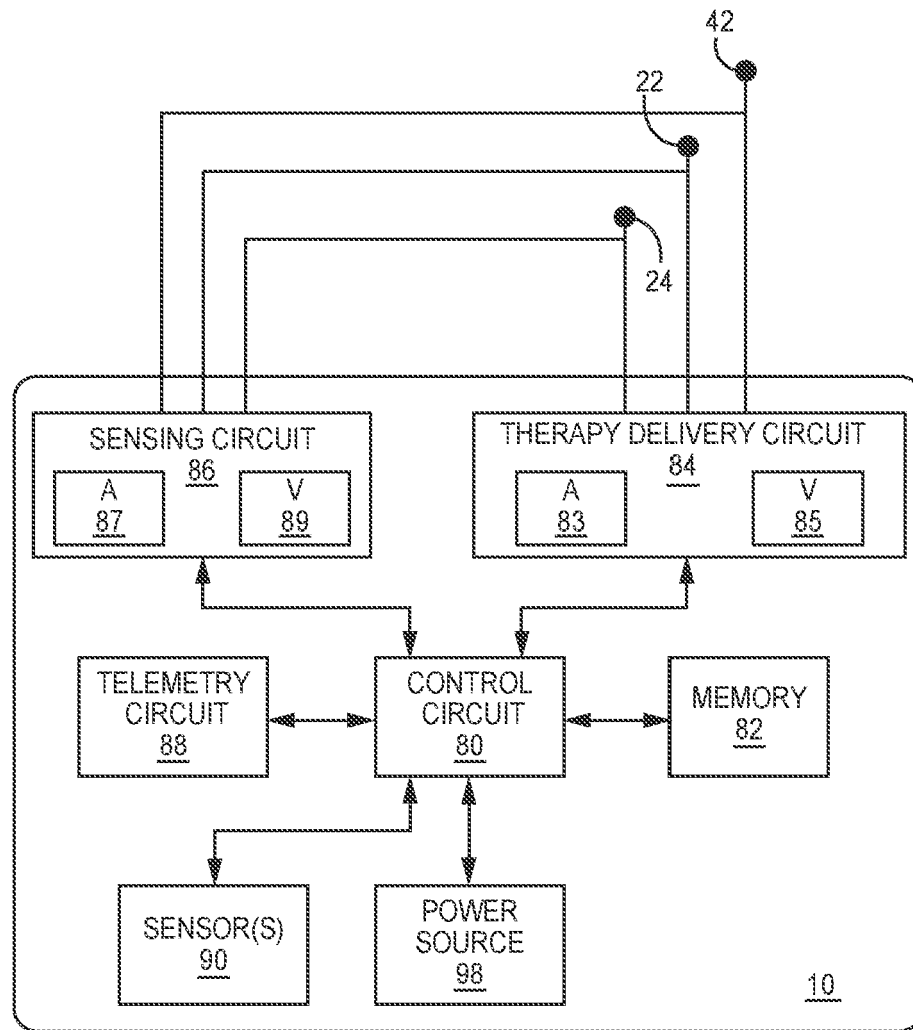 42
22
24
SENSING CIRCUIT
86
A
87
V
89
THERAPY DELIVERY CIRCUIT
84
A
83
V
85
TELEMETRY
CIRCUIT
88
CONTROL
CIRCUIT
80
MEMORY
82
SENSOR(S)
90
POWER
SOURCE
98
10